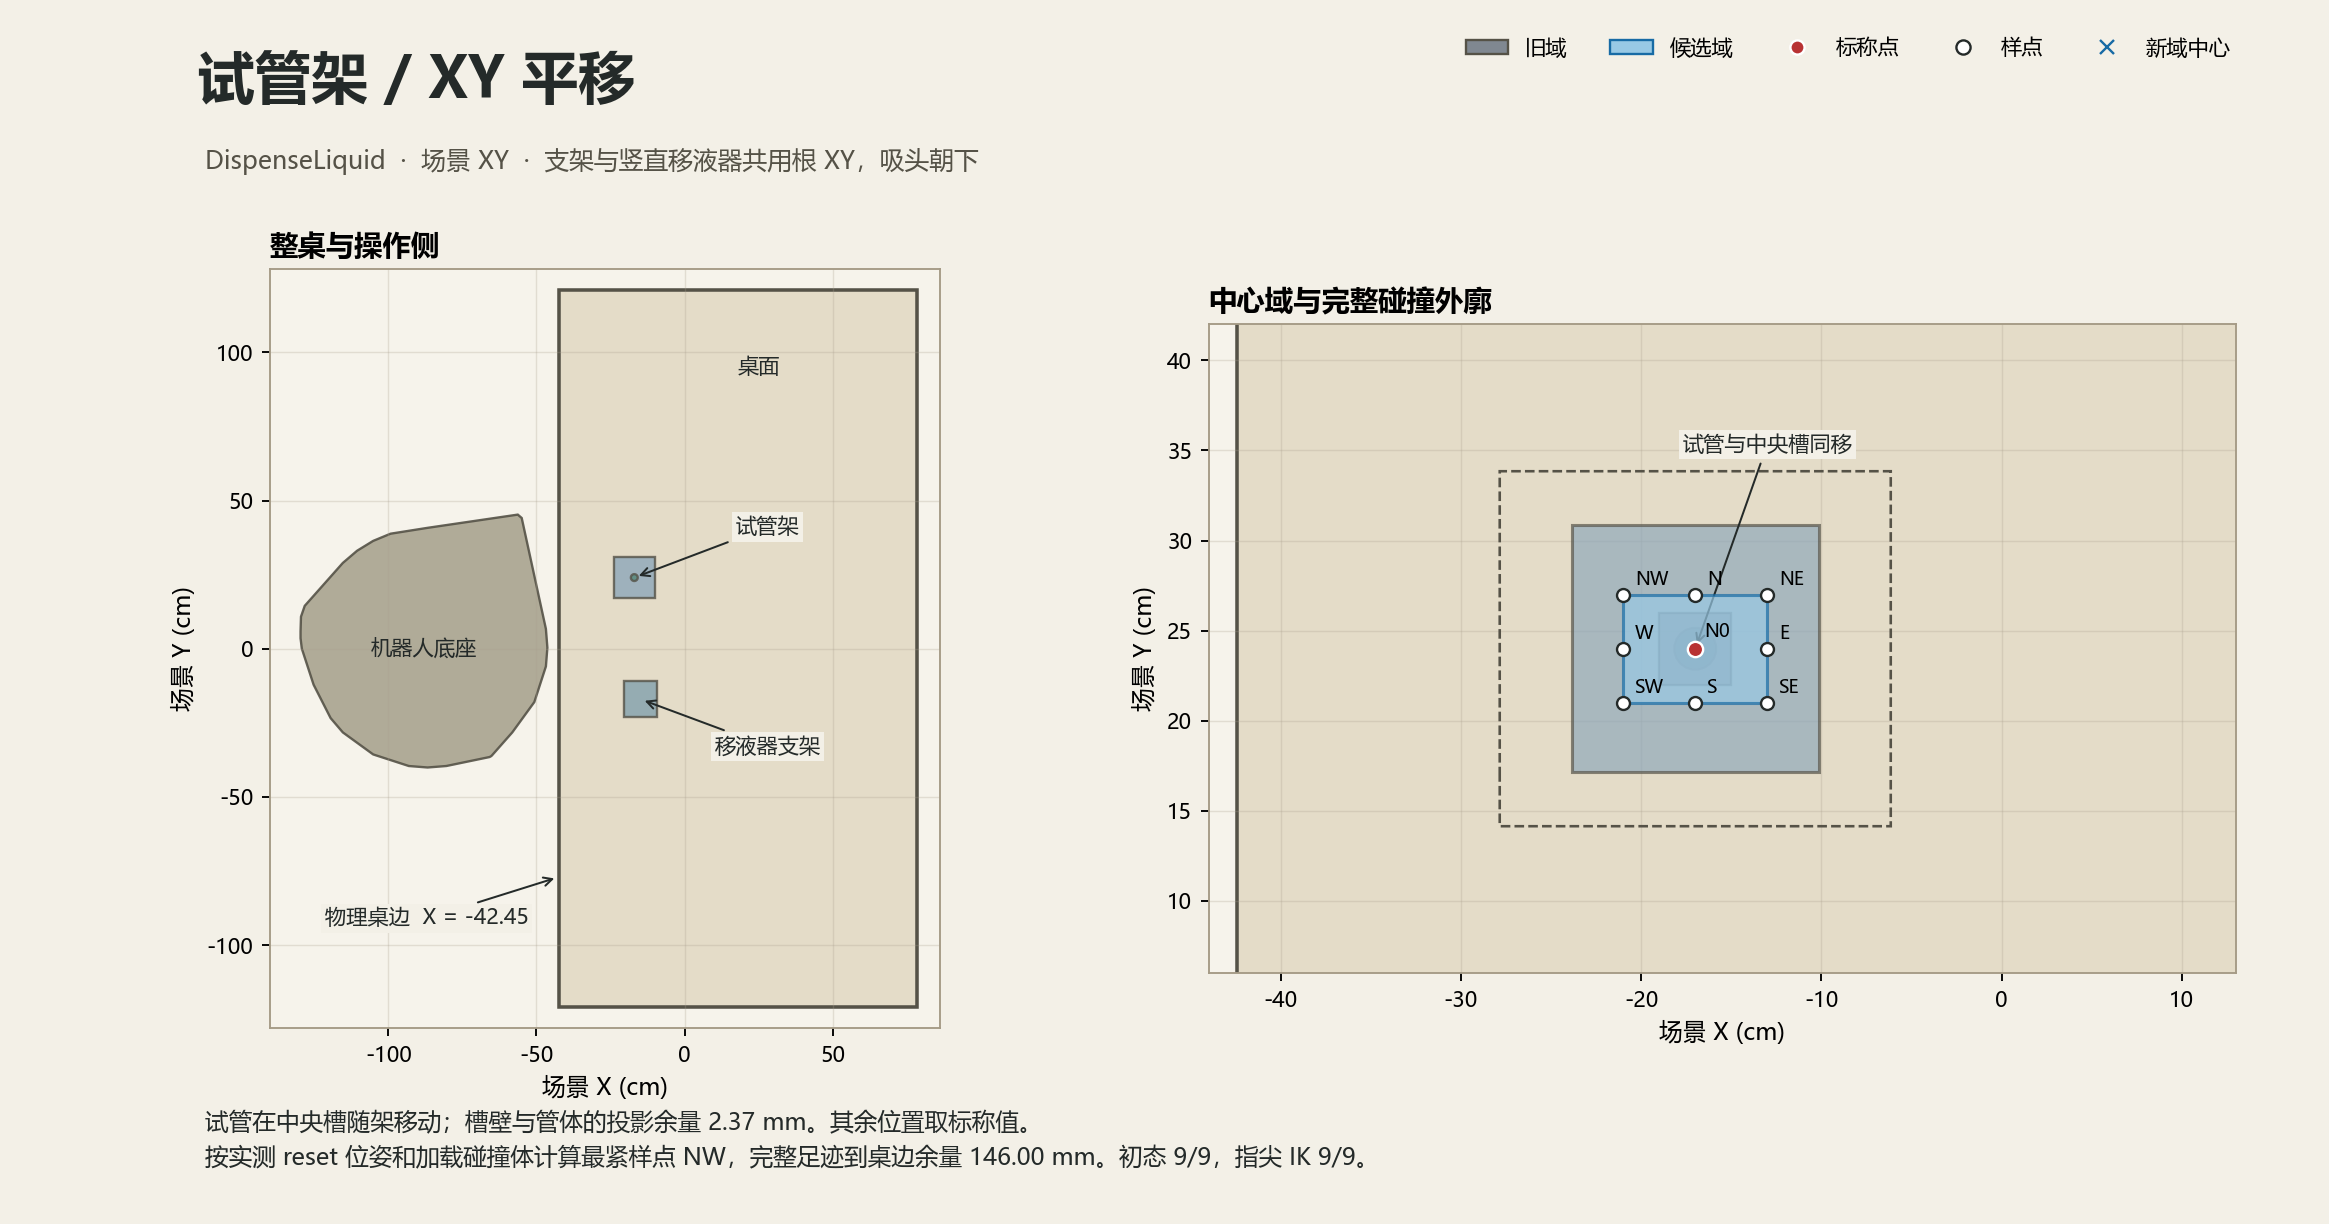 试管架 / XY 平移
旧域
候选域
标称点
样点
新域中心
DispenseLiquid · 场景 XY · 支架与竖直移液器共用根 XY，吸头朝下
整桌与操作侧
100
50
0
-50
-100
场景 Y (cm)
桌面
试管架
机器人底座
移液器支架
物理桌边 X = -42.45
-100
-50
0
50
场景 X (cm)
中心域与完整碰撞外廓
40
35
30
25
20
15
10
场景 Y (cm)
试管与中央槽同移
NW
N
NE
W
N0
E
SW
S
SE
-40
-30
-20
-10
0
10
场景 X (cm)
试管在中央槽随架移动；槽壁与管体的投影余量 2.37 mm。其余位置取标称值。
按实测 reset 位姿和加载碰撞体计算最紧样点 NW，完整足迹到桌边余量 146.00 mm。初态 9/9，指尖 IK 9/9。